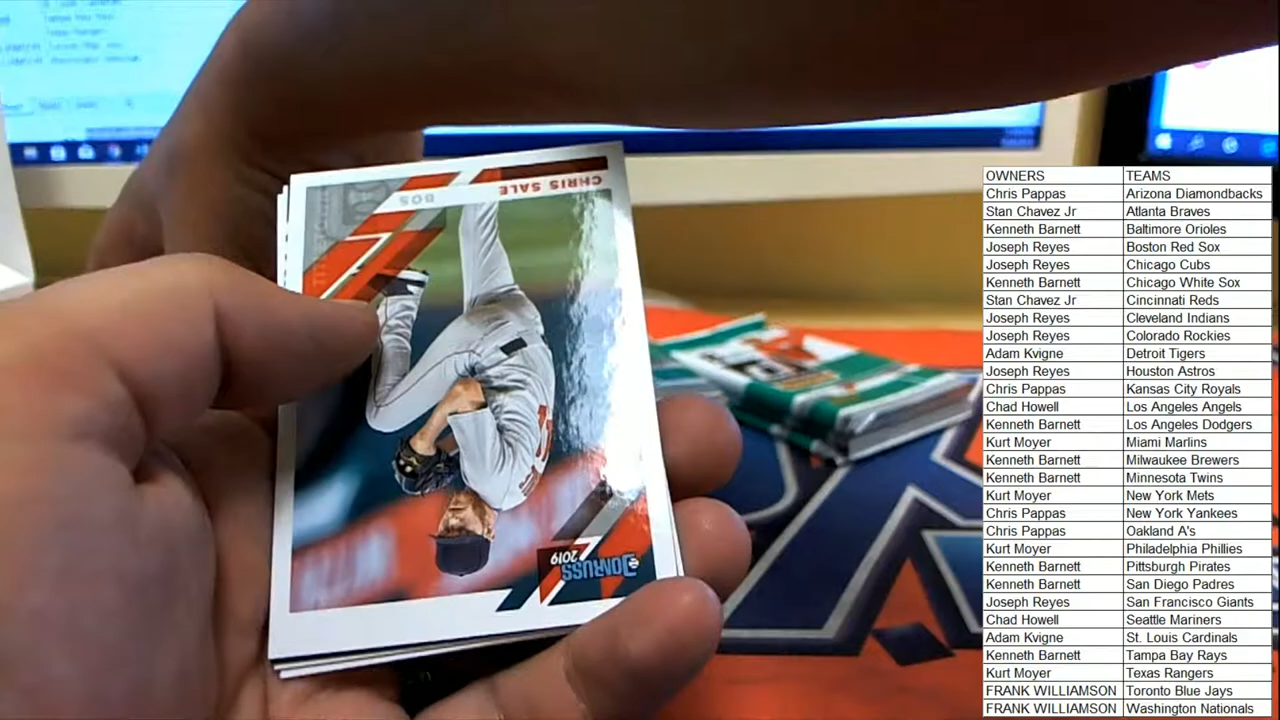 CHRIS SALE
BOS
2019
DONRUSS
OWNERS TEAMS
Chris Pappas Arizona Diamondbacks
Stan Chavez Jr Atlanta Braves
Kenneth Barnett Baltimore Orioles
Joseph Reyes Boston Red Sox
Joseph Reyes Chicago Cubs
Kenneth Barnett Chicago White Sox
Stan Chavez Jr Cincinnati Reds
Joseph Reyes Cleveland Indians
Joseph Reyes Colorado Rockies
Adam Kvigne Detroit Tigers
Joseph Reyes Houston Astros
Chris Pappas Kansas City Royals
Chad Howell Los Angeles Angels
Kenneth Barnett Los Angeles Dodgers
Kurt Moyer Miami Marlins
Kenneth Barnett Milwaukee Brewers
Kenneth Barnett Minnesota Twins
Kurt Moyer New York Mets
Chris Pappas New York Yankees
Chris Pappas Oakland A's
Kurt Moyer Philadelphia Phillies
Kenneth Barnett Pittsburgh Pirates
Kenneth Barnett San Diego Padres
Joseph Reyes San Francisco Giants
Chad Howell Seattle Mariners
Adam Kvigne St. Louis Cardinals
Kenneth Barnett Tampa Bay Rays
Kurt Moyer Texas Rangers
FRANK WILLIAMSON Toronto Blue Jays
FRANK WILLIAMSON Washington Nationals